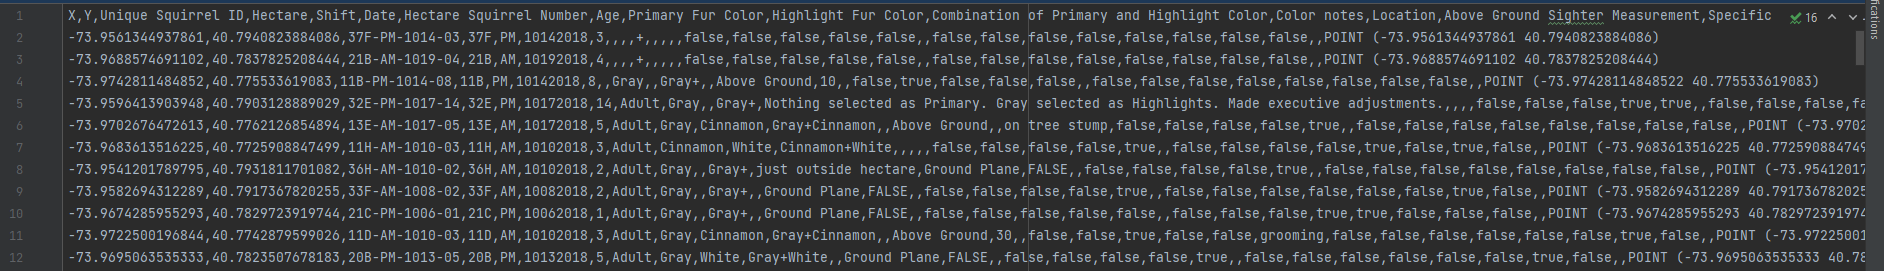 1 X,Y,Unique Squirrel ID,Hectare,Shift,Date,Hectare Squirrel Number,Age,Primary Fur Color,Highlight Fur Color,Combination of Primary and Highlight Color,Color notes,Location,Above Ground Sighter Measurement,Specific 16
2 -73.9561344937861,40.7940823884086,37F-PM-1014-03,37F,PM,10142018,3,,,,+,,,,,false,false,false,false,false,,false,false,false,false,false,false,false,false,,POINT (-73.9561344937861 40.7940823884086)
3 -73.9688574691102,40.7837825208444,21B-AM-1019-04,21B,AM,10192018,4,,,,+,,,,,false,false,false,false,false,,false,false,false,false,false,false,false,false,,POINT (-73.9688574691102 40.7837825208444)
4 -73.97428114848522,40.775533619083,11B-PM-1014-08,11B,PM,10142018,8,,Gray,,Gray+,,Above Ground,10,,false,true,false,false,false,,false,false,false,false,false,false,false,false,,POINT (-73.97428114848522 40.775533619083)
5 -73.9596413903948,40.7903128889029,32E-PM-1017-14,32E,PM,10172018,14,Adult,Gray,,Gray+,Nothing selected as Primary. Gray selected as Highlights. Made executive adjustments.,,,,false,false,false,true,true,,false,false,false,fa
6 -73.9702676472613,40.7762126854894,13E-AM-1017-05,13E,AM,10172018,5,Adult,Gray,Cinnamon,Gray+Cinnamon,,Above Ground,,on tree stump,false,false,false,false,true,,false,false,false,false,false,false,false,false,,POINT (-73.9702
7 -73.9683613516225,40.7725908847499,11H-AM-1010-03,11H,AM,10102018,3,Adult,Cinnamon,White,Cinnamon+White,,,,,false,false,false,false,true,,false,false,false,false,true,false,true,false,,POINT (-73.9683613516225 40.772590884749
8 -73.9541201789795,40.7931811701082,36H-AM-1010-02,36H,AM,10102018,2,Adult,Gray,,Gray+,just outside hectare,Ground Plane,FALSE,,false,false,false,false,true,,false,false,false,false,false,false,false,false,,POINT (-73.9541201
9 -73.9582694312289,40.7917367820255,33F-AM-1008-02,33F,AM,10082018,2,Adult,Gray,,Gray+,,Ground Plane,FALSE,,false,false,false,false,true,,false,false,false,false,false,false,true,false,,POINT (-73.9582694312289 40.7917367820255
10 -73.9674285955293,40.7829723919744,21C-PM-1006-01,21C,PM,10062018,1,Adult,Gray,,Gray+,,Ground Plane,FALSE,,false,false,false,false,false,,false,false,false,true,true,false,false,false,,POINT (-73.9674285955293 40.7829723919744
11 -73.9722500196844,40.7742879599026,11D-AM-1010-03,11D,AM,10102018,3,Adult,Gray,Cinnamon,Gray+Cinnamon,,Above Ground,30,,false,false,true,false,false,grooming,false,false,false,false,false,false,true,false,,POINT (-73.9722500
12 -73.9695063535333,40.7823507678183,20B-PM-1013-05,20B,PM,10132018,5,Adult,Gray,White,Gray+White,,Ground Plane,FALSE,,false,false,false,false,true,,false,false,false,false,false,false,true,false,,POINT (-73.9695063535333 40.78
ifications